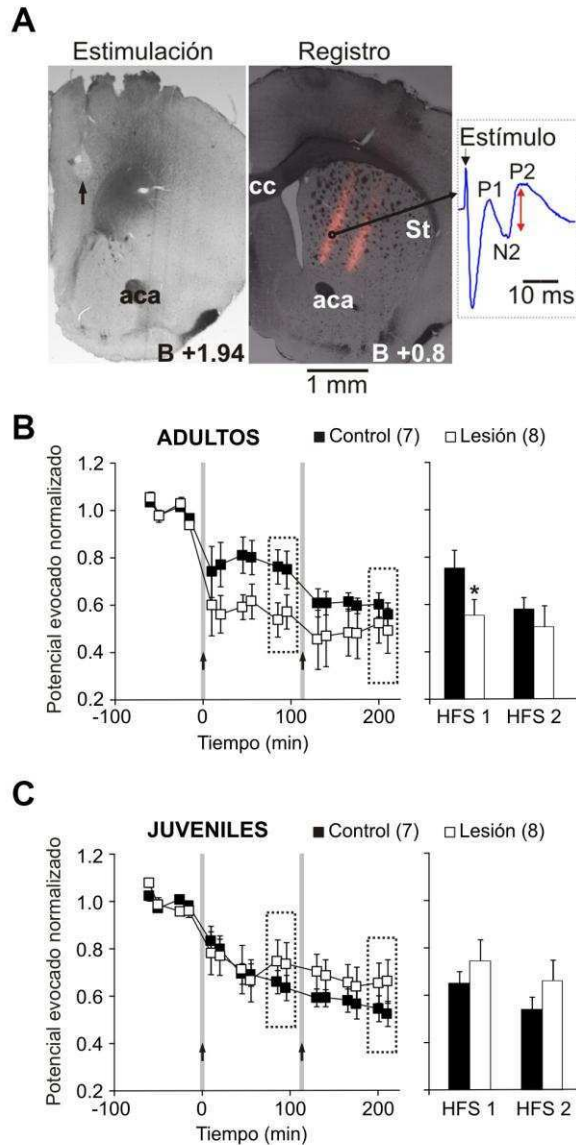 A
Estimulación Registro
Estímulo
P1 P2
N2
10 ms
cc
St
aca
B +1.94
aca
B +0.8
1 mm
B
ADULTOS
Control (7) Lesión (8)
Potencial evocado normalizado
1.2
1.0
0.8
0.6
0.4
0.2
-100 0 100 200
Tiempo (min)
*
HFS 1 HFS 2
C
JUVENILES
Control (7) Lesión (8)
Potencial evocado normalizado
1.2
1.0
0.8
0.6
0.4
0.2
-100 0 100 200
Tiempo (min)
HFS 1 HFS 2